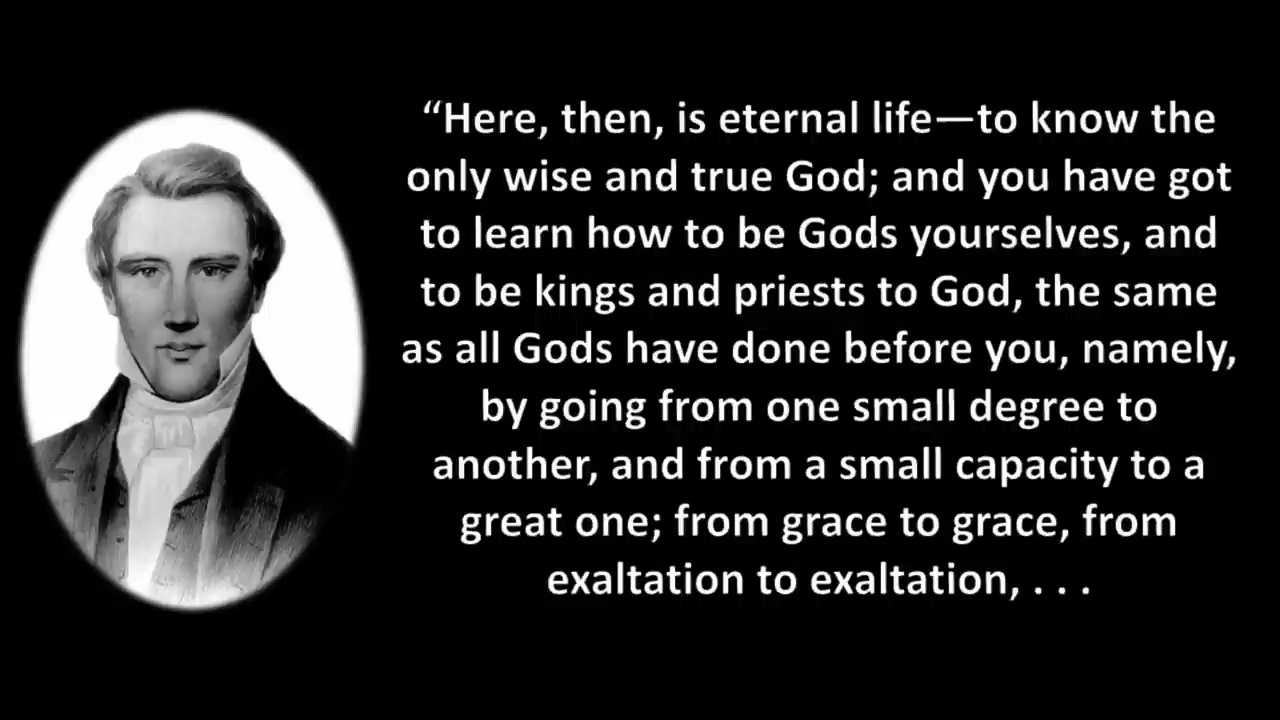 “Here, then, is eternal life—to know the
only wise and true God; and you have got
to learn how to be Gods yourselves, and
to be kings and priests to God, the same
as all Gods have done before you, namely,
by going from one small degree to
another, and from a small capacity to a
great one; from grace to grace, from
exaltation to exaltation, . . .